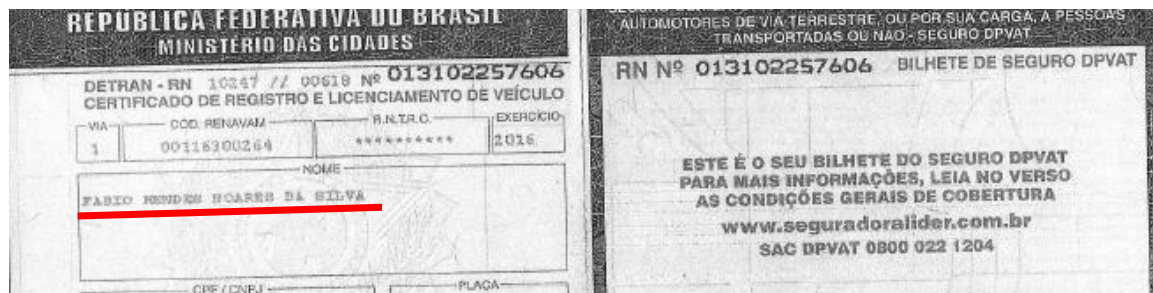 REPÚBLICA FEDERATIVA DO BRASIL
MINISTÉRIO DAS CIDADES
DETRAN - RN 10247 // 00618 Nº 013102257606
CERTIFICADO DE REGISTRO E LICENCIAMENTO DE VEÍCULO
VIA COD. RENAVAM R.N.T.R.C. EXERCÍCIO
1 00116300264 ********** 2016
NOME
FABIO MENDES SOARES DA SILVA
CPF / CNPJ PLACA
AUTOMOTORES DE VIA TERRESTRE, OU POR SUA CARGA, A PESSOAS
TRANSPORTADAS OU NÃO - SEGURO DPVAT
RN Nº 013102257606 BILHETE DE SEGURO DPVAT
ESTE É O SEU BILHETE DO SEGURO DPVAT
PARA MAIS INFORMAÇÕES, LEIA NO VERSO
AS CONDIÇÕES GERAIS DE COBERTURA
www.seguradoralider.com.br
SAC DPVAT 0800 022 1204